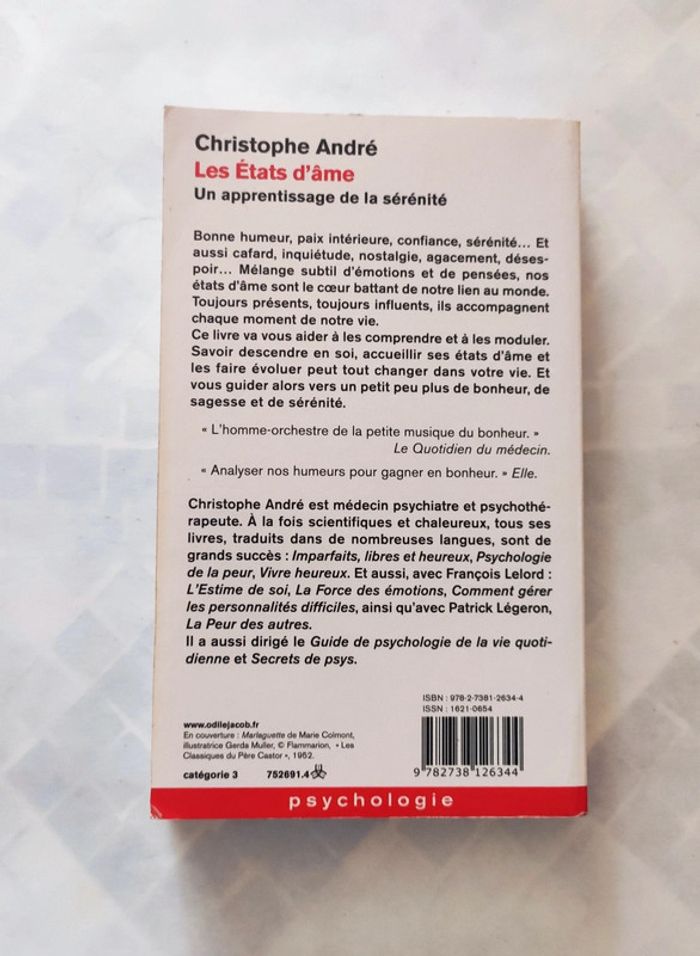 Christophe André
Les États d'âme
Un apprentissage de la sérénité
Bonne humeur, paix intérieure, confiance, sérénité... Et
aussi cafard, inquiétude, nostalgie, agacement, déses-
poir... Mélange subtil d'émotions et de pensées, nos
états d'âme sont le cœur battant de notre lien au monde.
Toujours présents, toujours influents, ils accompagnent
chaque moment de notre vie.
Ce livre va vous aider à les comprendre et à les moduler.
Savoir descendre en soi, accueillir ses états d'âme et
les faire évoluer peut tout changer dans votre vie. Et
vous guider alors vers un petit peu plus de bonheur, de
sagesse et de sérénité.
« L'homme-orchestre de la petite musique du bonheur. »
Le Quotidien du médecin.
« Analyser nos humeurs pour gagner en bonheur. » Elle.
Christophe André est médecin psychiatre et psychothé-
rapeute. À la fois scientifiques et chaleureux, tous ses
livres, traduits dans de nombreuses langues, sont de
grands succès : Imparfaits, libres et heureux, Psychologie
de la peur, Vivre heureux. Et aussi, avec François Lelord :
L'Estime de soi, La Force des émotions, Comment gérer
les personnalités difficiles, ainsi qu'avec Patrick Légeron,
La Peur des autres.
Il a aussi dirigé le Guide de psychologie de la vie quoti-
dienne et Secrets de psys.
ISBN : 978-2-7381-2634-4
ISSN : 1621-0654
www.odilejacob.fr
En couverture : Marlaguette de Marie Colmont,
illustratrice Gerda Muller, © Flammarion, « Les
Classiques du Père Castor », 1952.
catégorie 3 752691.4
9 782738 126344
psychologie